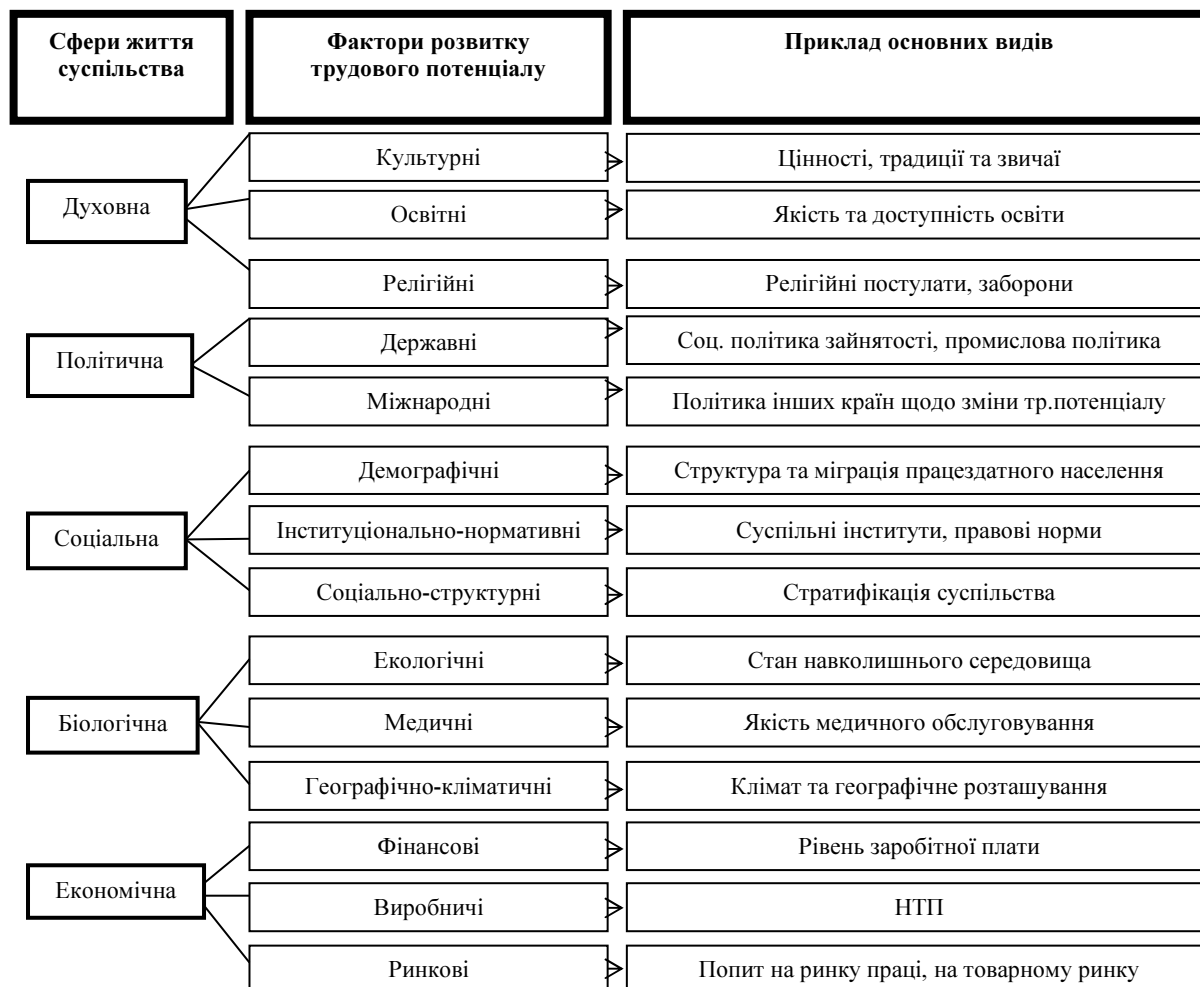 Сфери життя
суспільства
Фактори розвитку
трудового потенціалу
Приклад основних видів
Духовна
Культурні
Цінності, традиції та звичаї
Освітні
Якість та доступність освіти
Релігійні
Релігійні постулати, заборони
Політична
Державні
Соц. політика зайнятості, промислова політика
Міжнародні
Політика інших країн щодо зміни тр.потенціалу
Соціальна
Демографічні
Структура та міграція працездатного населення
Інституціонально-нормативні
Суспільні інститути, правові норми
Соціально-структурні
Стратифікація суспільства
Біологічна
Екологічні
Стан навколишнього середовища
Медичні
Якість медичного обслуговування
Географічно-кліматичні
Клімат та географічне розташування
Економічна
Фінансові
Рівень заробітної плати
Виробничі
НТП
Ринкові
Попит на ринку праці, на товарному ринку